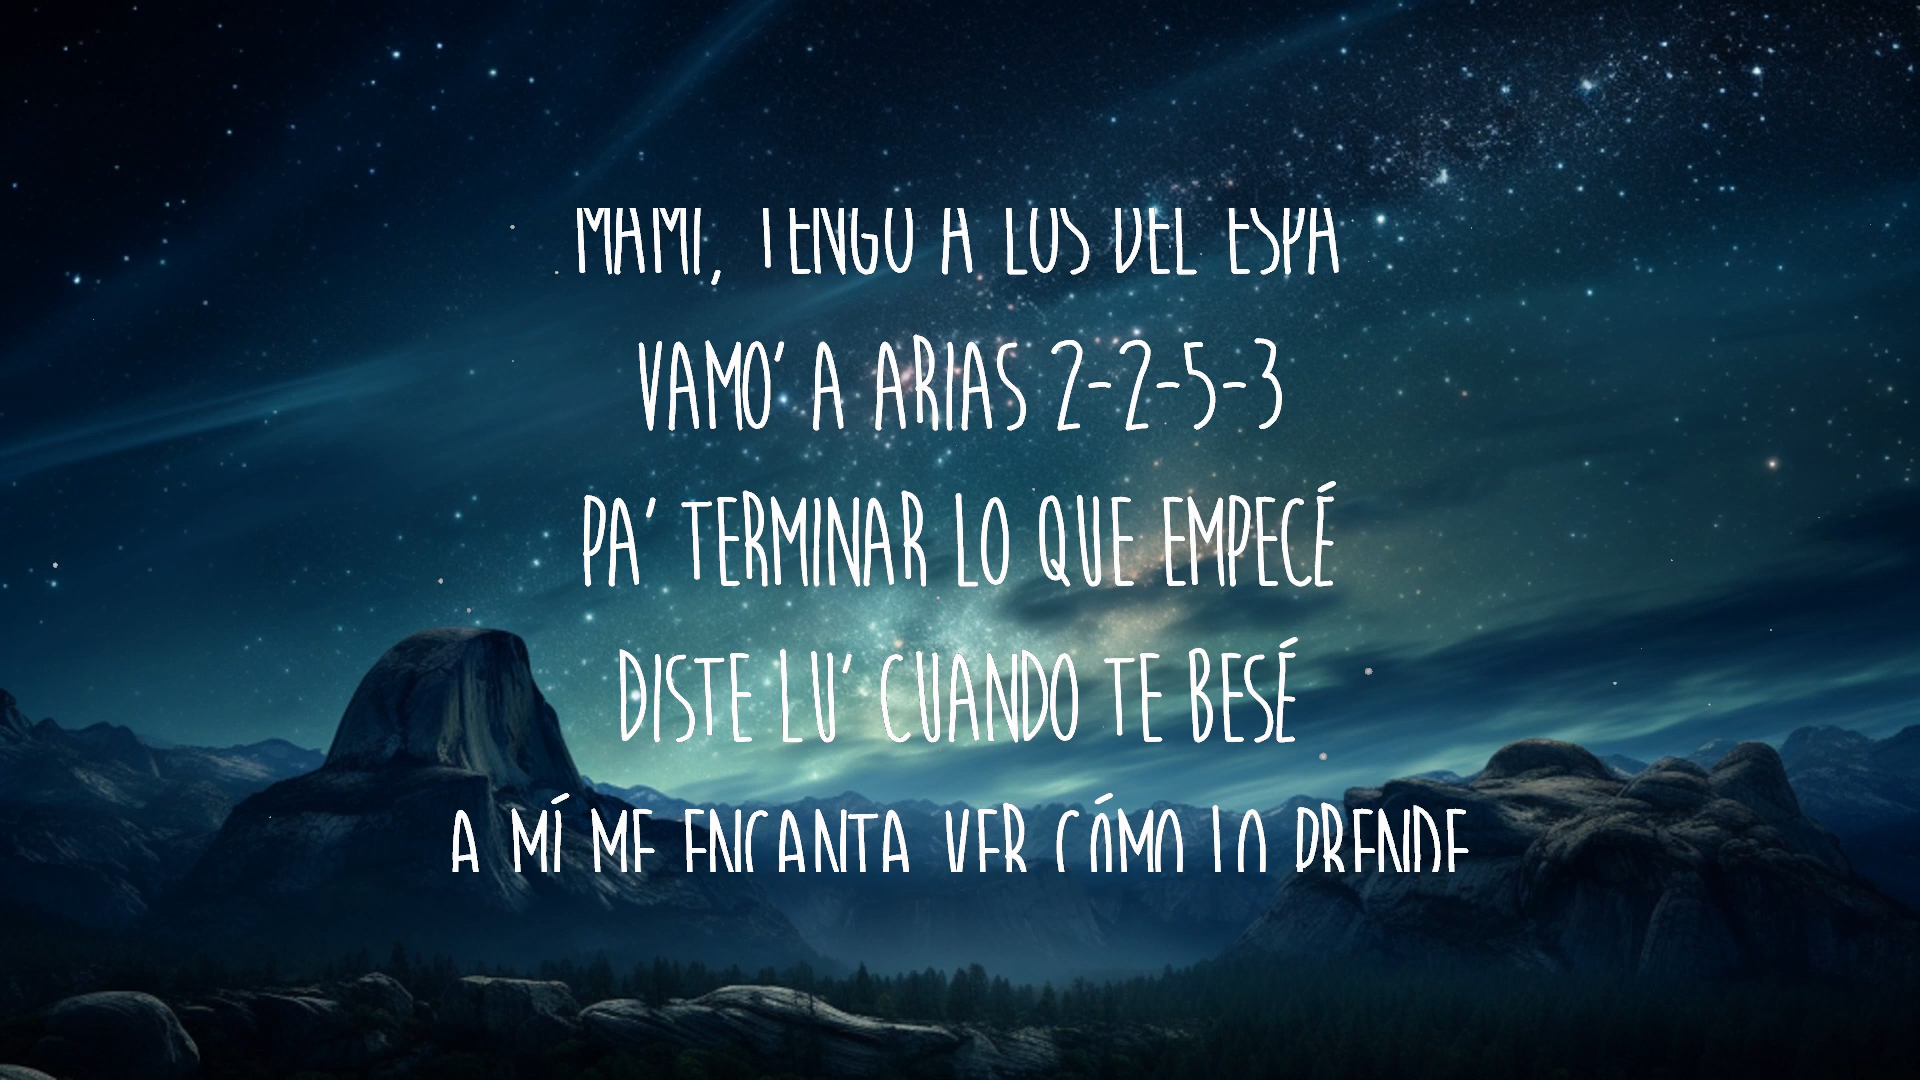 MAMI, TENGO A LOS DEL ESPA
VAMO' A ARIAS 2-2-5-3
PA' TERMINAR LO QUE EMPECÉ
DISTE LU' CUANDO TE BESÉ
A MÍ ME ENCANTA VER CÓMO LO PRENDE